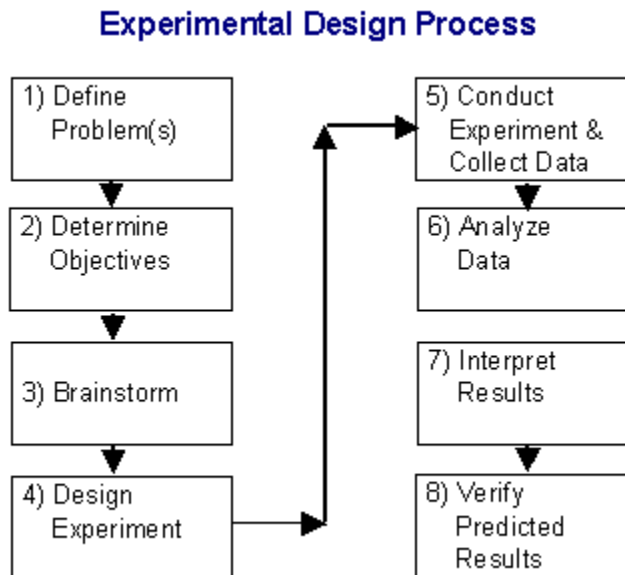 Experimental Design Process
1) Define
Problem(s)
2) Determine
Objectives
3) Brainstorm
4) Design
Experiment
5) Conduct
Experiment &
Collect Data
6) Analyze
Data
7) Interpret
Results
8) Verify
Predicted
Results